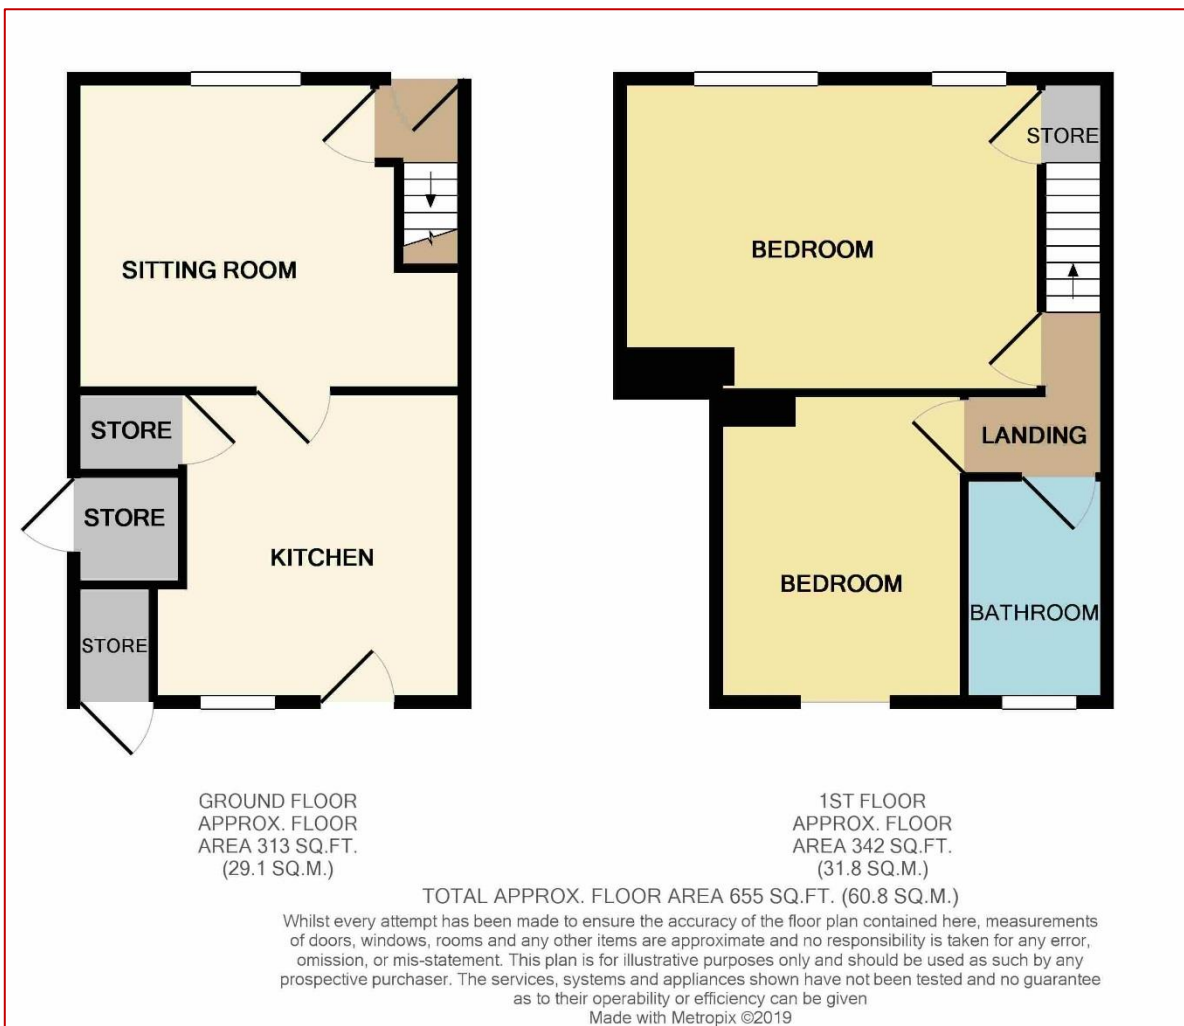 SITTING ROOM
STORE
STORE
KITCHEN
STORE
STORE
BEDROOM
LANDING
BEDROOM
BATHROOM
GROUND FLOOR
APPROX. FLOOR
AREA 313 SQ.FT.
(29.1 SQ.M.)
1ST FLOOR
APPROX. FLOOR
AREA 342 SQ.FT.
(31.8 SQ.M.)
TOTAL APPROX. FLOOR AREA 655 SQ.FT. (60.8 SQ.M.)
Whilst every attempt has been made to ensure the accuracy of the floor plan contained here, measurements
of doors, windows, rooms and any other items are approximate and no responsibility is taken for any error,
omission, or mis-statement. This plan is for illustrative purposes only and should be used as such by any
prospective purchaser. The services, systems and appliances shown have not been tested and no guarantee
as to their operability or efficiency can be given
Made with Metropix ©2019